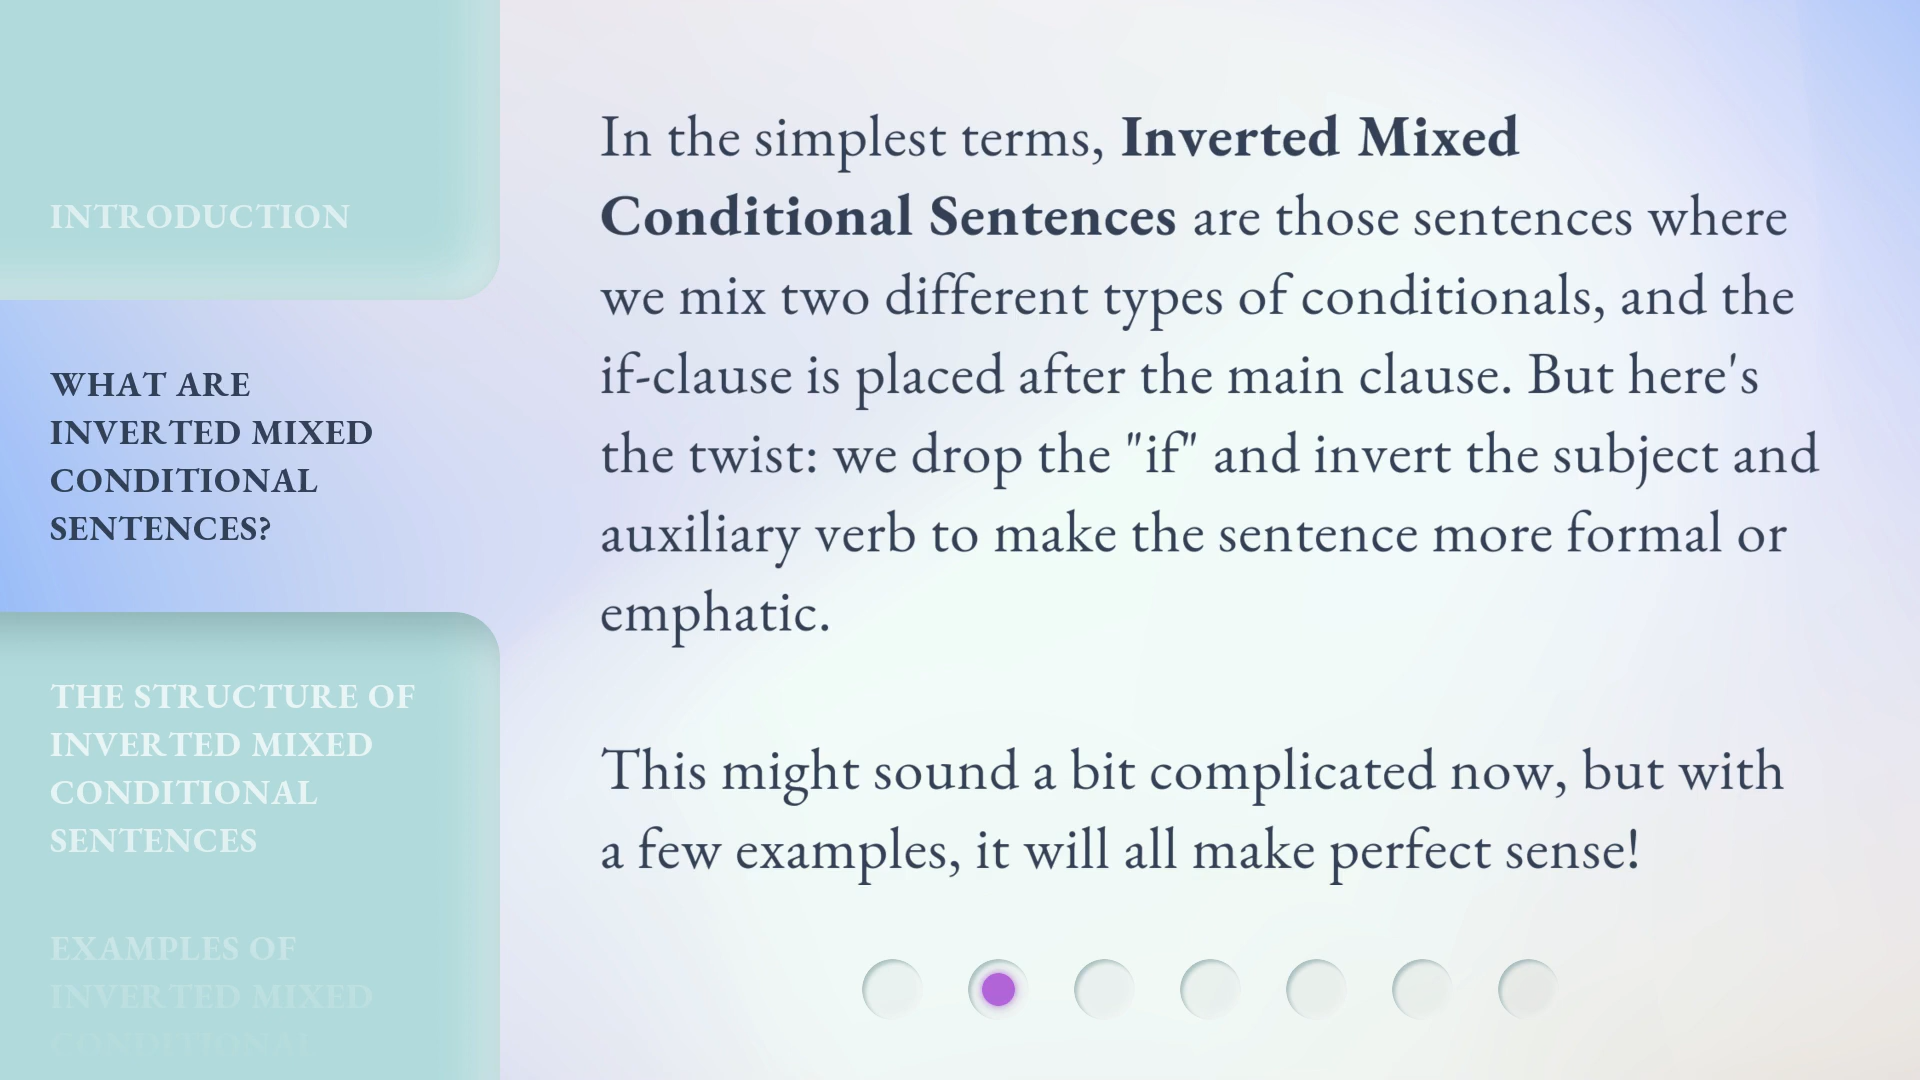 INTRODUCTION
WHAT ARE
INVERTED MIXED
CONDITIONAL
SENTENCES?
THE STRUCTURE OF
INVERTED MIXED
CONDITIONAL
SENTENCES
EXAMPLES OF
INVERTED MIXED
CONDITIONAL
In the simplest terms, Inverted Mixed
Conditional Sentences are those sentences where
we mix two different types of conditionals, and the
if-clause is placed after the main clause. But here's
the twist: we drop the "if" and invert the subject and
auxiliary verb to make the sentence more formal or
emphatic.
This might sound a bit complicated now, but with
a few examples, it will all make perfect sense!